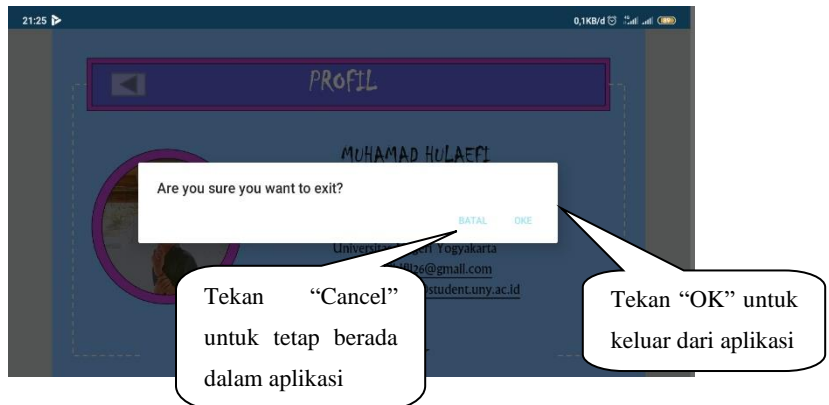 21:25
0,1KB/d
PROFIL
MUHAMAD HULAEFI
Are you sure you want to exit?
BATAL OKE
Yogyakarta
26@gmail.com
student.uny.ac.id
Tekan “Cancel”
untuk tetap berada
dalam aplikasi
Tekan “OK” untuk
keluar dari aplikasi